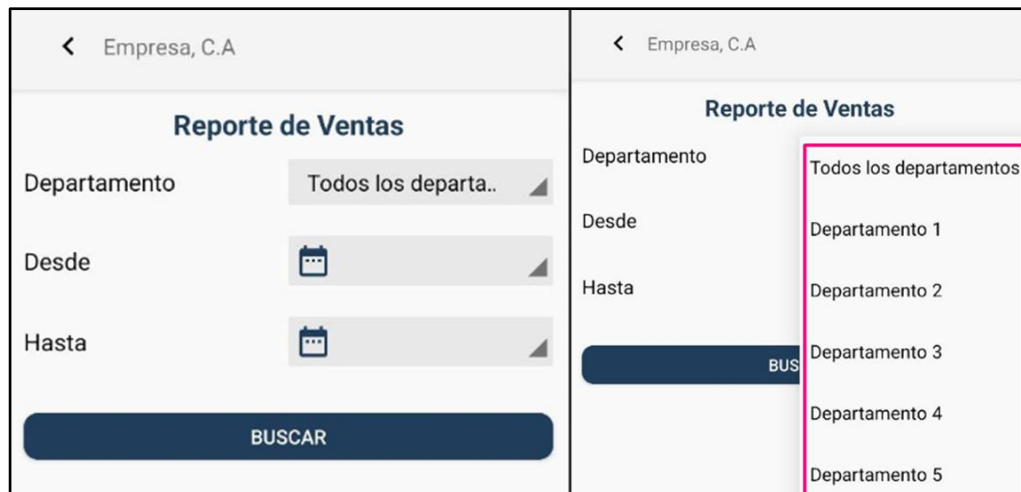 Empresa, C.A
Reporte de Ventas
Departamento
Todos los departa..
Desde
Hasta
BUSCAR
Empresa, C.A
Reporte de Ventas
Departamento
Desde
Hasta
BUS
Todos los departamentos
Departamento 1
Departamento 2
Departamento 3
Departamento 4
Departamento 5